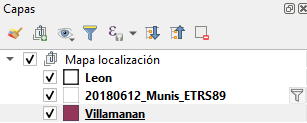 Capas
Mapa localización
Leon
20180612_Munis_ETRS89
Villamanan